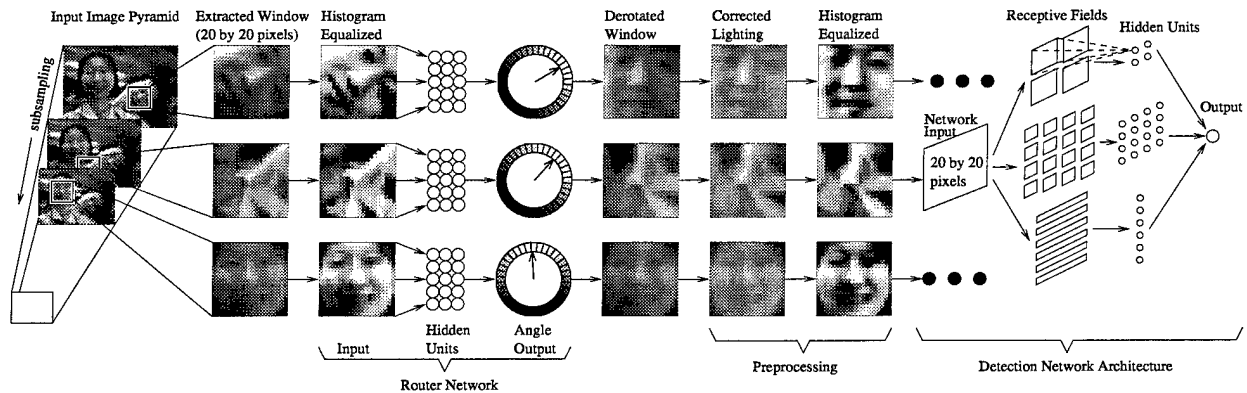 Input Image Pyramid
Extracted Window
(20 by 20 pixels)
Histogram
Equalized
Derotated
Window
Corrected
Lighting
Histogram
Equalized
Receptive Fields
Hidden Units
subsampling
Network
Input
20 by 20
pixels
Output
Input
Hidden
Units
Angle
Output
Router Network
Preprocessing
Detection Network Architecture